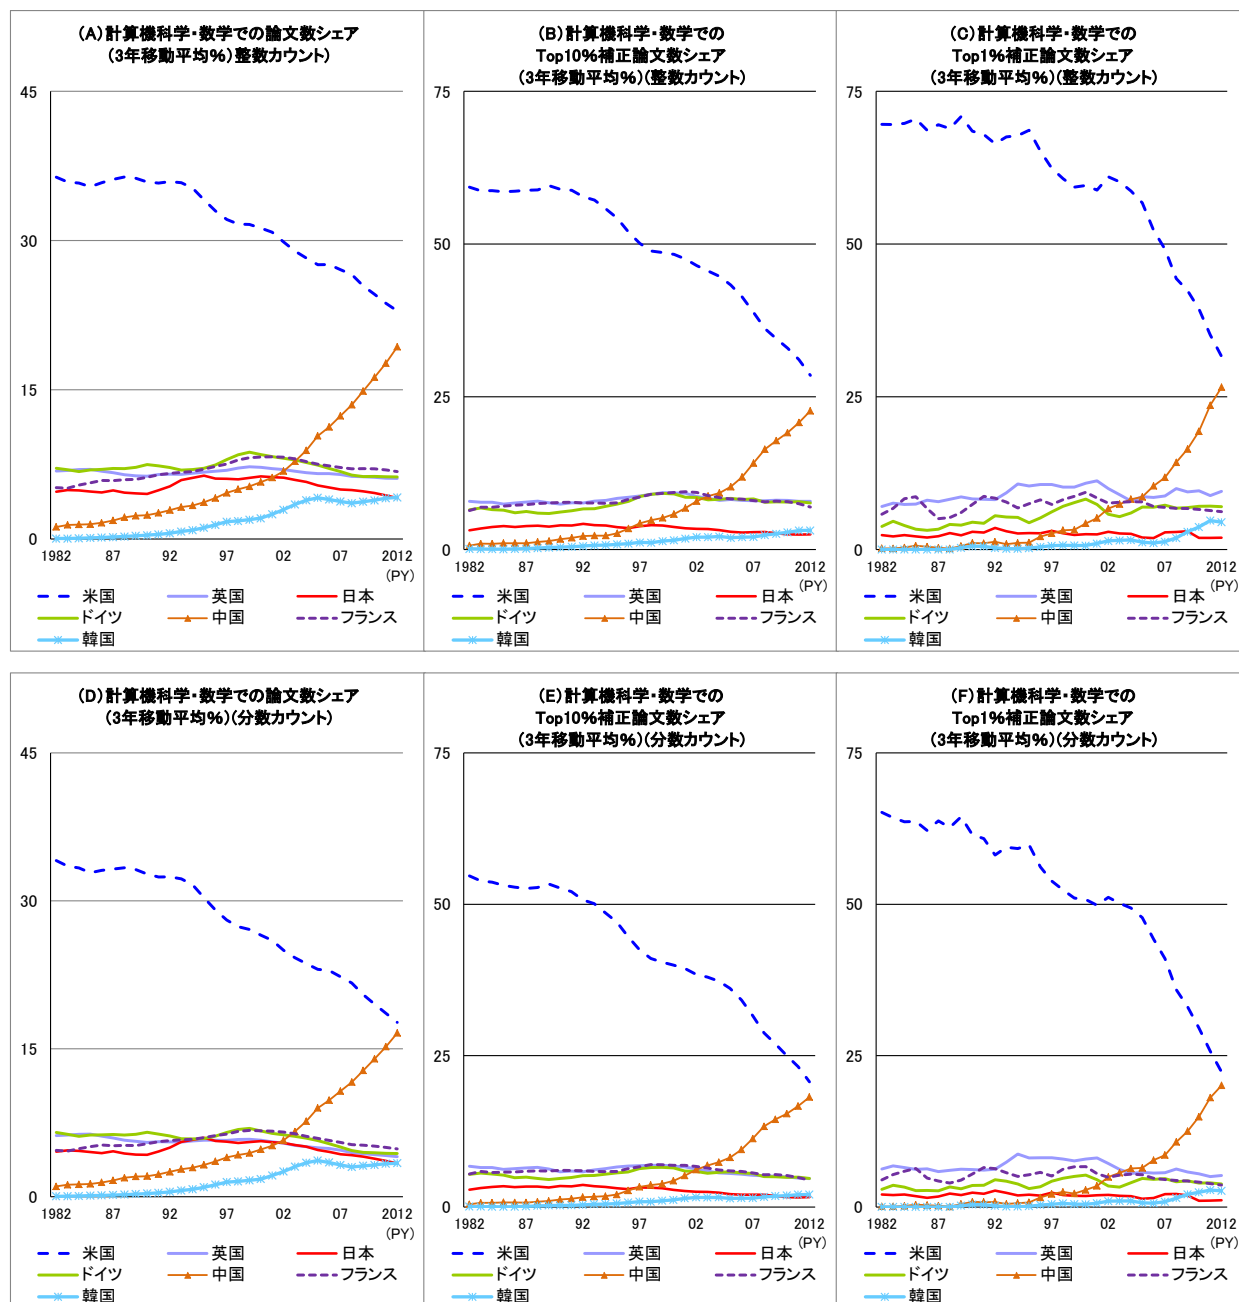 (A)計算機科学・数学での論文数シェア
(3年移動平均%)整数カウント)
45
30
15
0
1982 87 92 97 02 07 2012
(PY)
米国 英国 日本
ドイツ 中国 フランス
韓国
(B)計算機科学・数学での
Top10%補正論文数シェア
(3年移動平均%)(整数カウント)
75
50
25
0
1982 87 92 97 02 07 2012
(PY)
米国 英国 日本
ドイツ 中国 フランス
韓国
(C)計算機科学・数学での
Top1%補正論文数シェア
(3年移動平均%)(整数カウント)
75
50
25
0
1982 87 92 97 02 07 2012
(PY)
米国 英国 日本
ドイツ 中国 フランス
韓国
(D)計算機科学・数学での論文数シェア
(3年移動平均%)(分数カウント)
45
30
15
0
1982 87 92 97 02 07 2012
(PY)
米国 英国 日本
ドイツ 中国 フランス
韓国
(E)計算機科学・数学での
Top10%補正論文数シェア
(3年移動平均%)(分数カウント)
75
50
25
0
1982 87 92 97 02 07 2012
(PY)
米国 英国 日本
ドイツ 中国 フランス
韓国
(F)計算機科学・数学での
Top1%補正論文数シェア
(3年移動平均%)(分数カウント)
75
50
25
0
1982 87 92 97 02 07 2012
(PY)
米国 英国 日本
ドイツ 中国 フランス
韓国